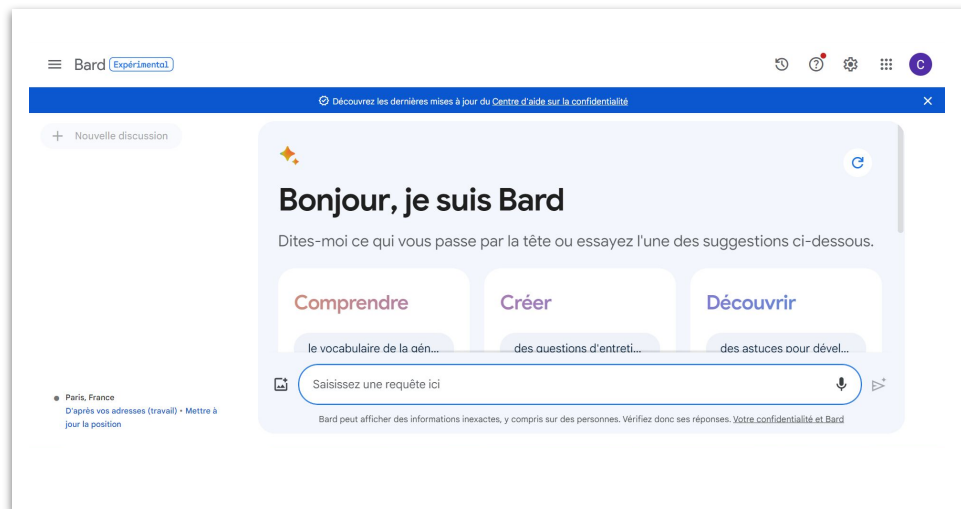 Bard Expérimental
C
Découvrez les dernières mises à jour du Centre d'aide sur la confidentialité
Nouvelle discussion
Bonjour, je suis Bard
Dites-moi ce qui vous passe par la tête ou essayez l'une des suggestions ci-dessous.
Comprendre
le vocabulaire de la gén...
Créer
des questions d'entreti...
Découvrir
des astuces pour dével...
Saisissez une requête ici
Bard peut afficher des informations inexactes, y compris sur des personnes. Vérifiez donc ses réponses. Votre confidentialité et Bard
Paris, France
D'après vos adresses (travail) • Mettre à
jour la position